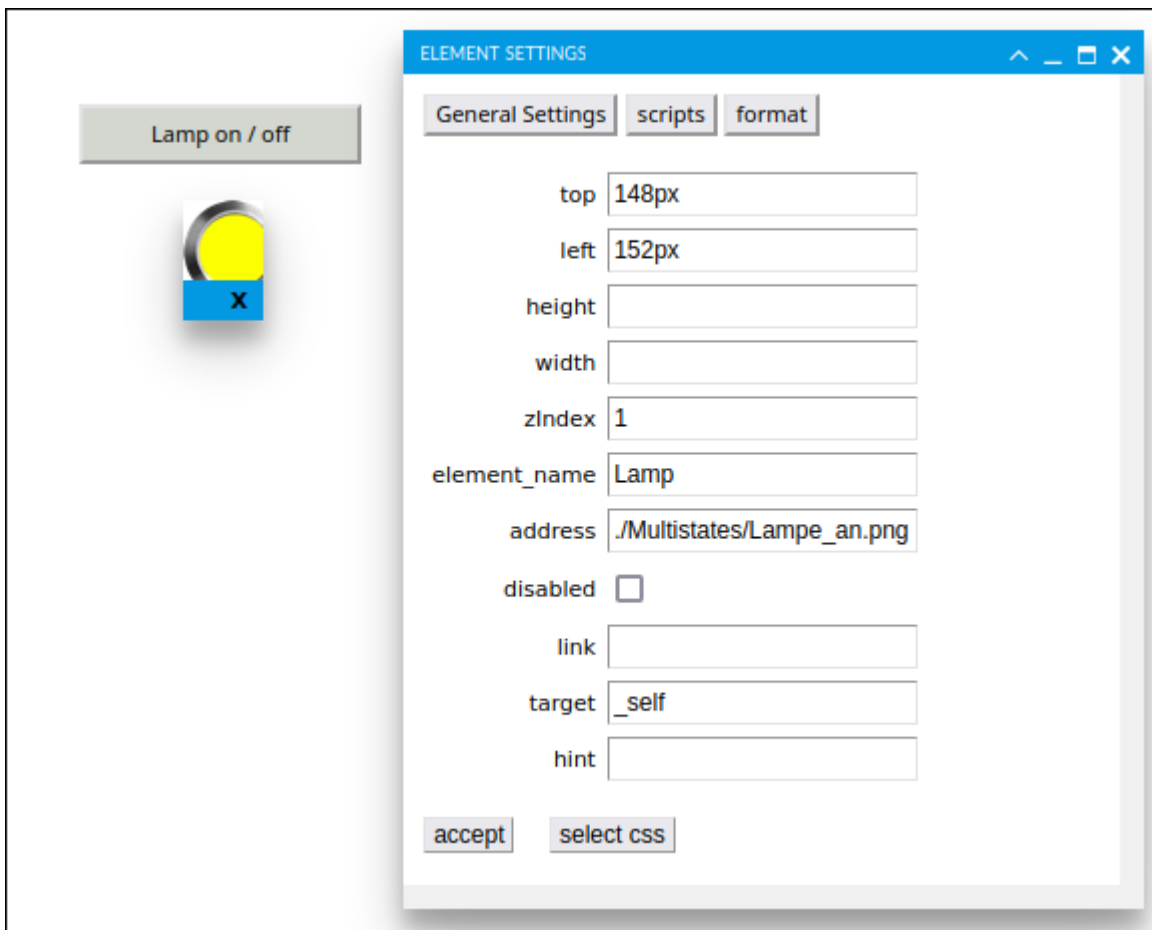 ELEMENT SETTINGS
General Settings scripts format
Lamp on / off
X
top 148px
left 152px
height
width
zIndex 1
element_name Lamp
address ./Multistates/Lampe_an.png
disabled
link
target _self
hint
accept select css